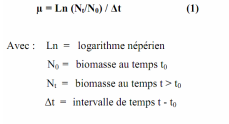 μ = Ln (Nt/N0) / Δt (1)
Avec : Ln = logarithme népérien
N0 = biomasse au temps t0
Nt = biomasse au temps t > t0
Δt = intervalle de temps t - t0